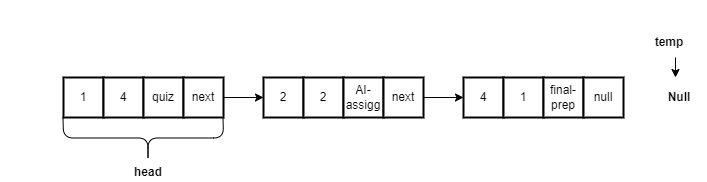 temp
1 4 quiz next 2 2 AI-assigg next 4 1 final-prep null Null
head